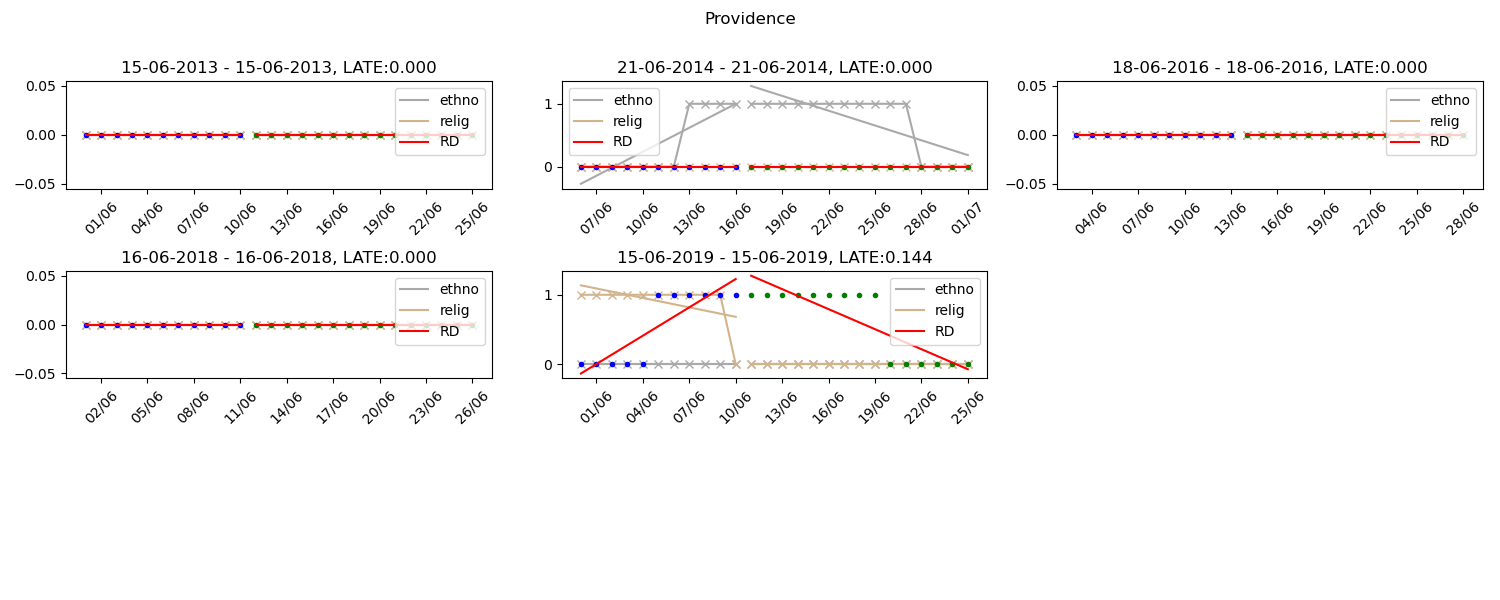 Providence
15-06-2013 - 15-06-2013, LATE:0.000
0.05
0.00
−0.05
ethno
relig
RD
01/06 04/06 07/06 10/06 13/06 16/06 19/06 22/06 25/06
21-06-2014 - 21-06-2014, LATE:0.000
1
0
ethno
relig
RD
07/06 10/06 13/06 16/06 19/06 22/06 25/06 28/06 01/07
18-06-2016 - 18-06-2016, LATE:0.000
0.05
0.00
−0.05
ethno
relig
RD
04/06 07/06 10/06 13/06 16/06 19/06 22/06 25/06 28/06
16-06-2018 - 16-06-2018, LATE:0.000
0.05
0.00
−0.05
ethno
relig
RD
02/06 05/06 08/06 11/06 14/06 17/06 20/06 23/06 26/06
15-06-2019 - 15-06-2019, LATE:0.144
1
0
ethno
relig
RD
01/06 04/06 07/06 10/06 13/06 16/06 19/06 22/06 25/06